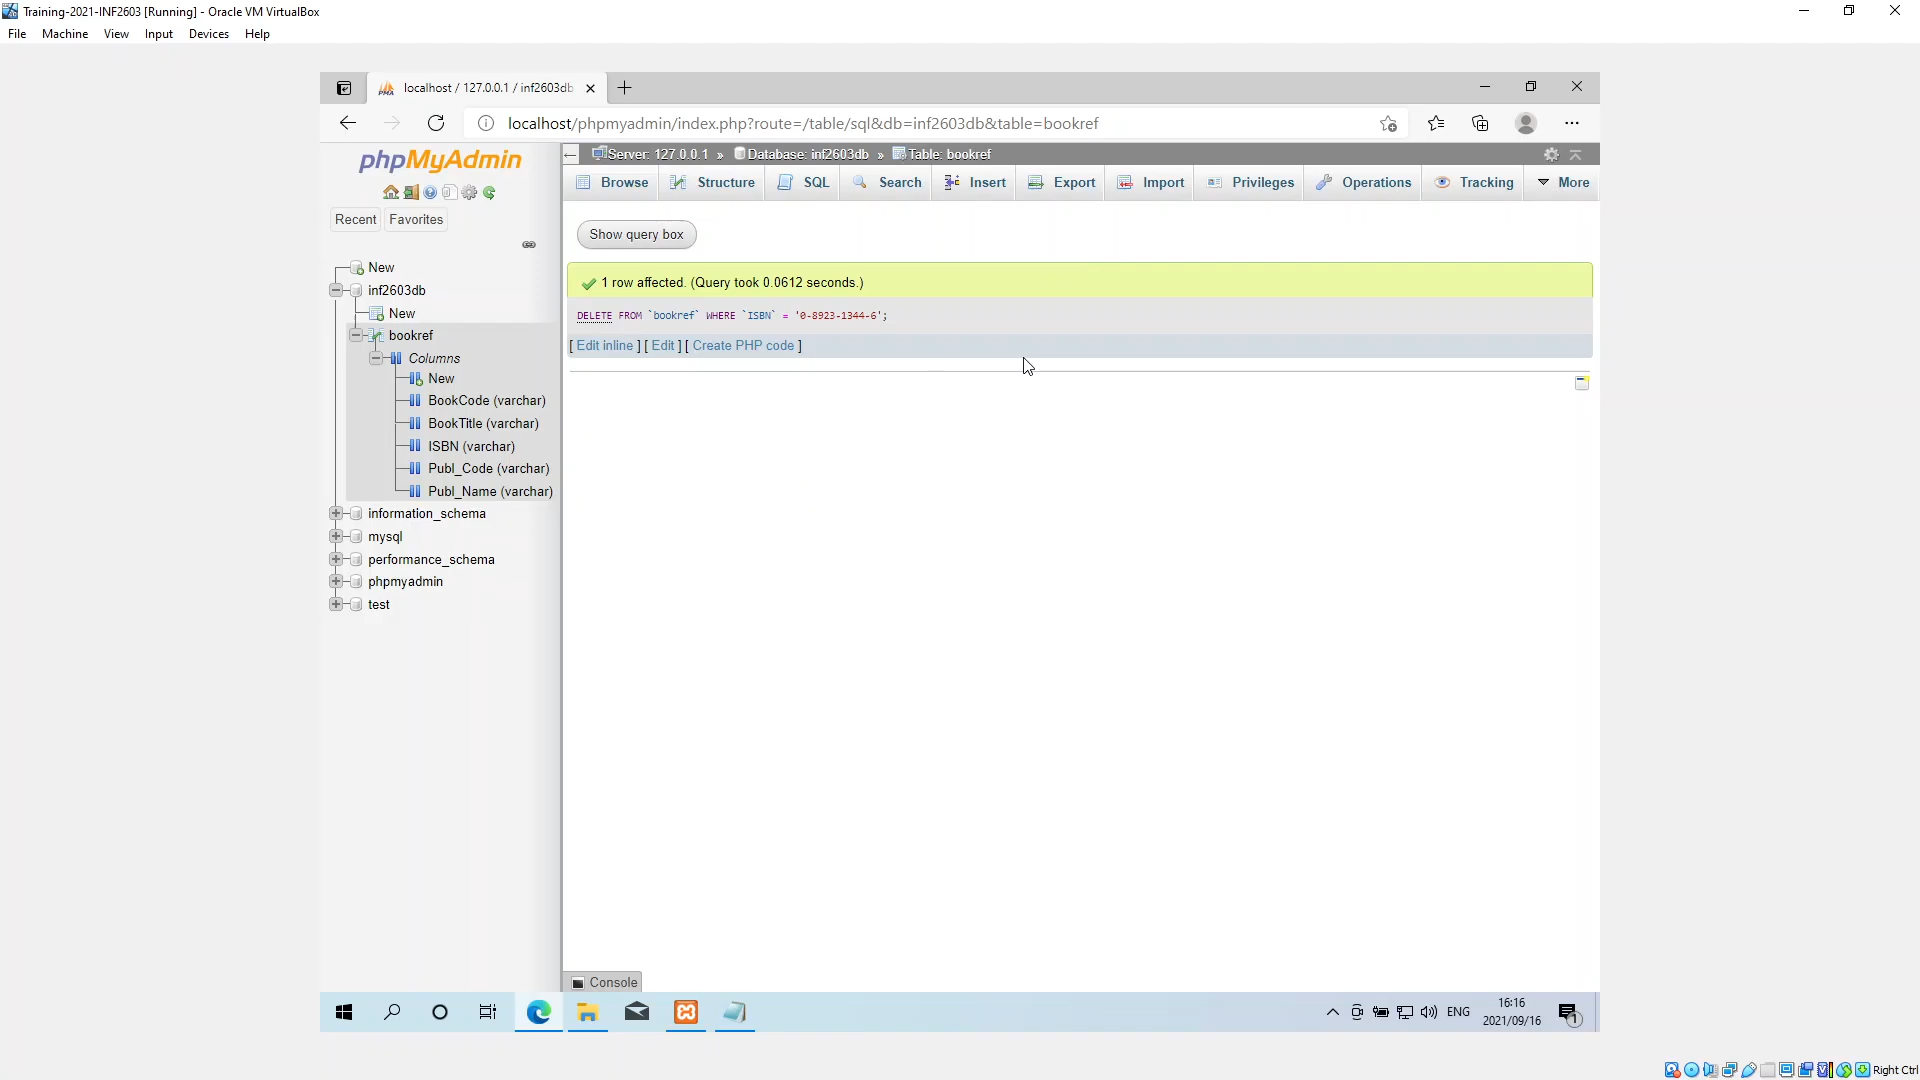 Training-2021-INF2603 [Running] - Oracle VM VirtualBox
File Machine View Input Devices Help
localhost / 127.0.0.1 / inf2603db
localhost/phpmyadmin/index.php?route=/table/sql&db=inf2603db&table=bookref
phpMyAdmin
Server: 127.0.0.1 » Database: inf2603db » Table: bookref
Browse Structure SQL Search Insert Export Import Privileges Operations Tracking More
Recent Favorites
Show query box
New
inf2603db
New
bookref
Columns
New
BookCode (varchar)
BookTitle (varchar)
ISBN (varchar)
Publ_Code (varchar)
Publ_Name (varchar)
information_schema
mysql
performance_schema
phpmyadmin
test
1 row affected. (Query took 0.0612 seconds.)
DELETE FROM `bookref` WHERE `ISBN` = '0-8923-1344-6';
[ Edit inline ] [ Edit ] [ Create PHP code ]
Console
ENG
16:16
2021/09/16
1
Right Ctrl